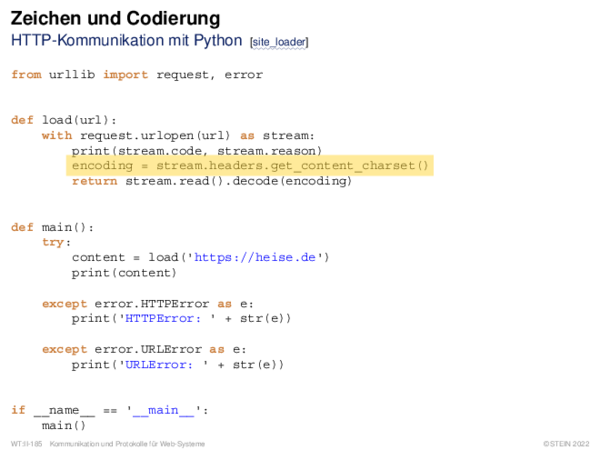 Zeichen und Codierung
HTTP-Kommunikation mit Python [site_loader]
from urllib import request, error
def load(url):
    with request.urlopen(url) as stream:
        print(stream.code, stream.reason)
        encoding = stream.headers.get_content_charset()
        return stream.read().decode(encoding)
def main():
    try:
        content = load('https://heise.de')
        print(content)
    except error.HTTPError as e:
        print('HTTPError: ' + str(e))
    except error.URLError as e:
        print('URLError: ' + str(e))
if __name__ == '__main__':
    main()
WT:II-185 Kommunikation und Protokolle für Web-Systeme ©STEIN 2022